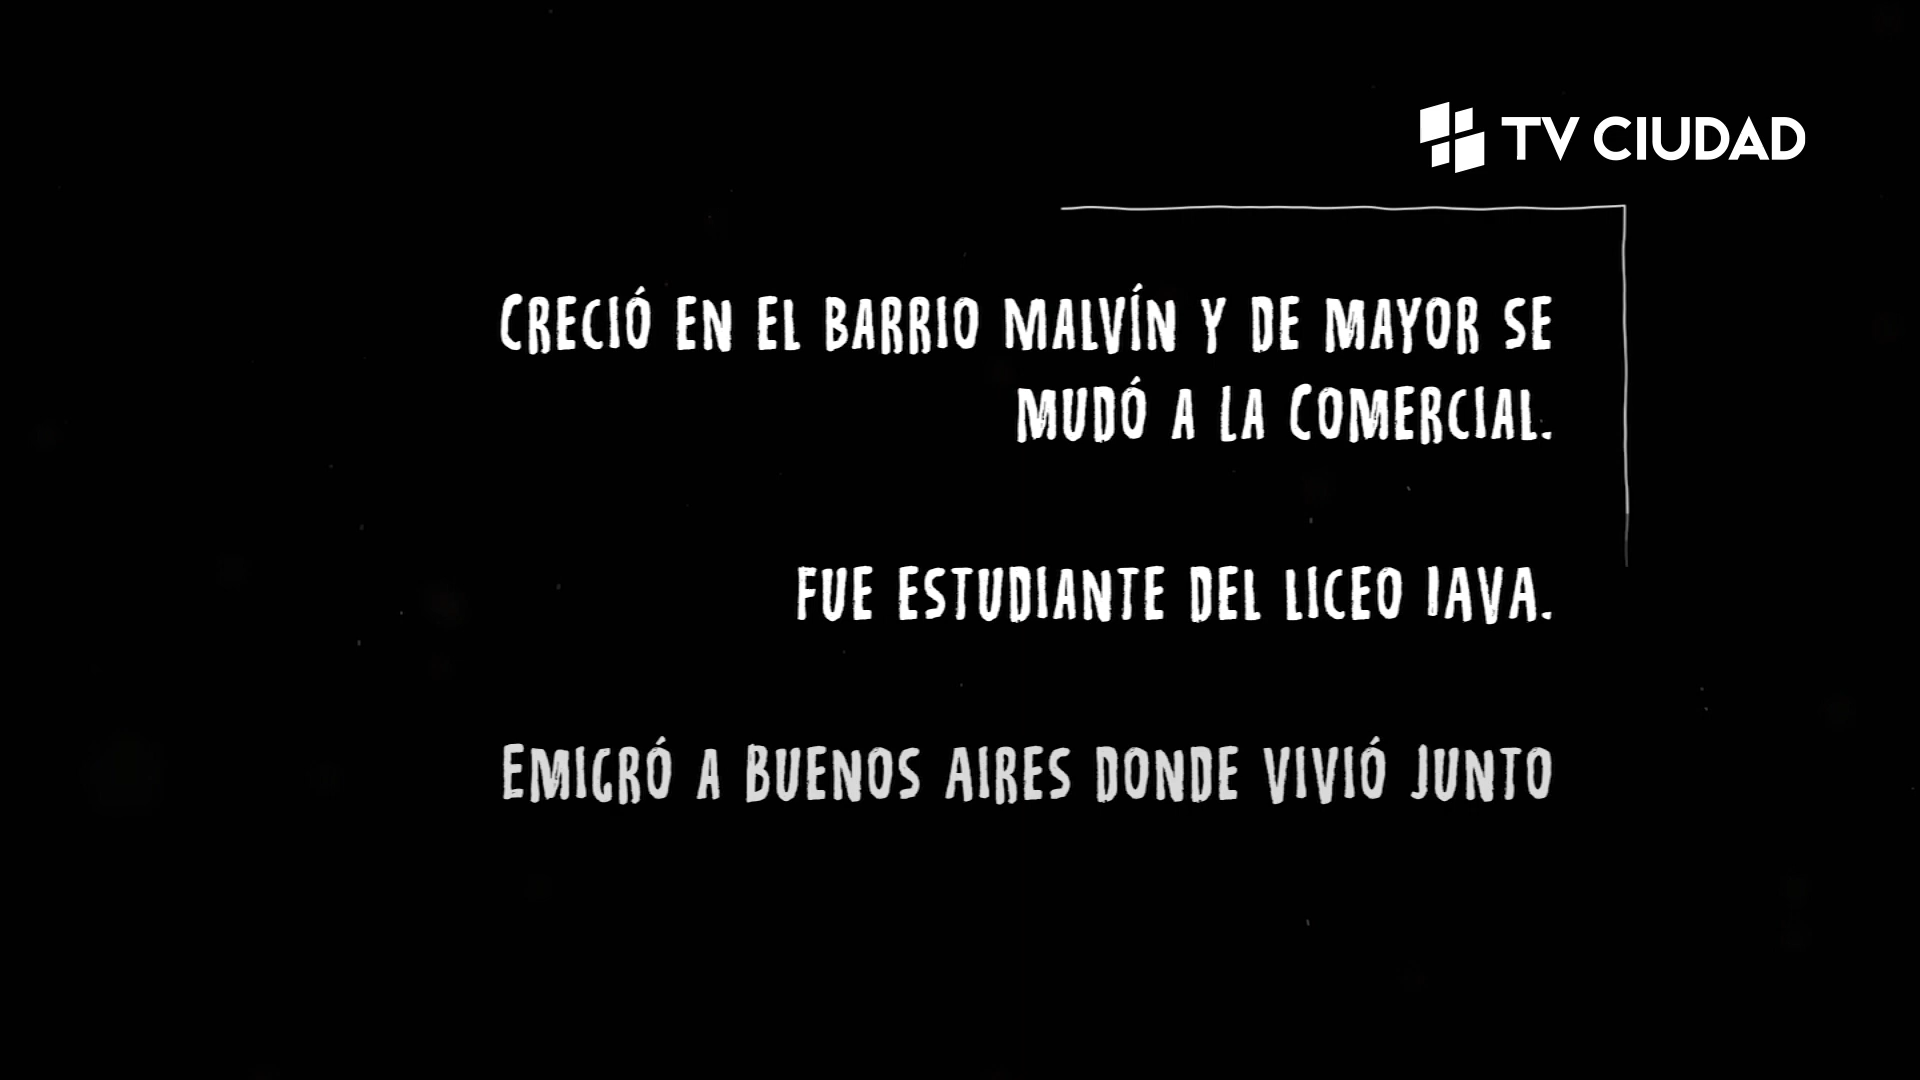 TV CIUDAD
CRECIÓ EN EL BARRIO MALVÍN Y DE MAYOR SE
MUDÓ A LA COMERCIAL.
FUE ESTUDIANTE DEL LICEO IAVA.
EMIGRÓ A BUENOS AIRES DONDE VIVIÓ JUNTO